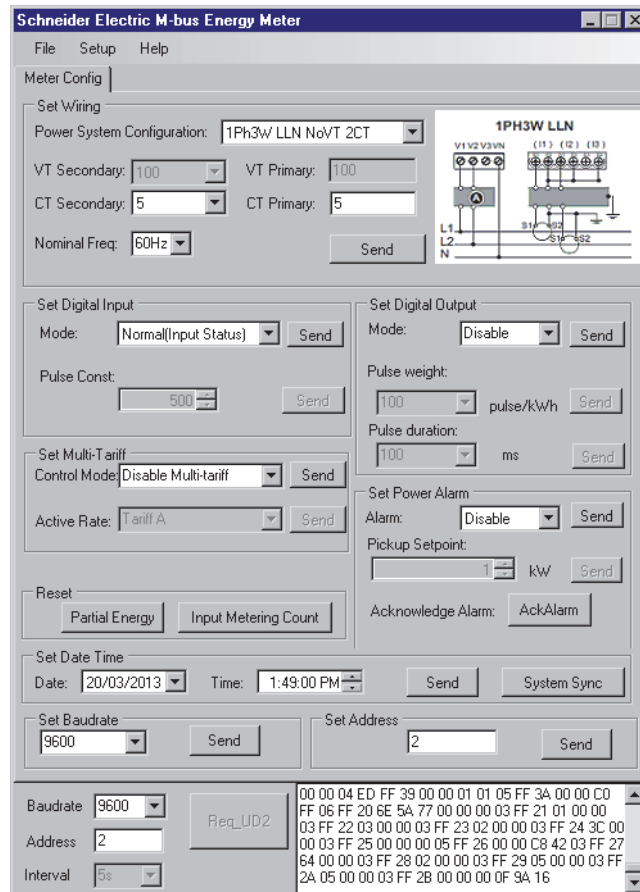 Schneider Electric M-bus Energy Meter
File Setup Help
Meter Config
Set Wiring
Power System Configuration: 1Ph3W LLN NoVT 2CT
VT Secondary: 100 VT Primary: 100
CT Secondary: 5 CT Primary: 5
Nominal Freq: 60Hz Send
1PH3W LLN
V1 V2 V3 VN (I1) (I2) (I3)
A
L1
L2
N
S1 S2
S1 S2
Set Digital Input
Mode: Normal(Input Status) Send
Pulse Const:
500 Send
Set Digital Output
Mode: Disable Send
Pulse weight:
100 pulse/kWh Send
Pulse duration:
100 ms Send
Set Multi-Tariff
Control Mode: Disable Multi-tariff Send
Active Rate: Tariff A Send
Set Power Alarm
Alarm: Disable Send
Pickup Setpoint:
1 kW Send
Acknowledge Alarm: AckAlarm
Reset
Partial Energy Input Metering Count
Set Date Time
Date: 20/03/2013 Time: 1:49:00 PM Send System Sync
Set Baudrate
9600 Send
Set Address
2 Send
Baudrate 9600 Req_UD2
Address 2
Interval 5s
00 00 04 ED FF 39 00 00 01 01 05 FF 3A 00 00 C0
FF 06 FF 20 6E 5A 77 00 00 00 03 FF 21 01 00 00
03 FF 22 03 00 00 03 FF 23 02 00 00 03 FF 24 3C 00
00 03 FF 25 00 00 00 05 FF 26 00 00 C8 42 03 FF 27
64 00 00 03 FF 28 02 00 00 03 FF 29 05 00 00 03 FF
2A 05 00 00 03 FF 2B 00 00 00 0F 9A 16